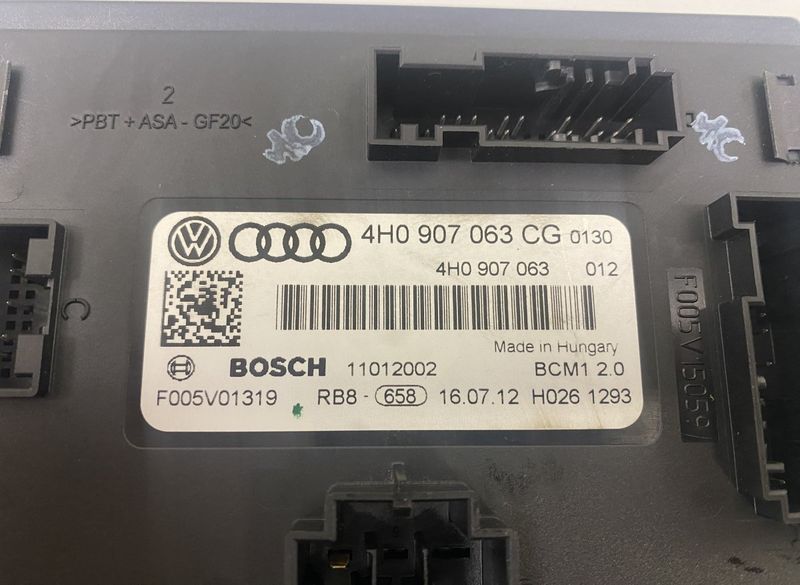 2
>PBT + ASA - GF20<
4H0 907 063 CG 0130
4H0 907 063 012
Made in Hungary
BOSCH 11012002 BCM1 2.0
F005V01319 RB8 - 658 16.07.12 H026 1293
C
F005V15059